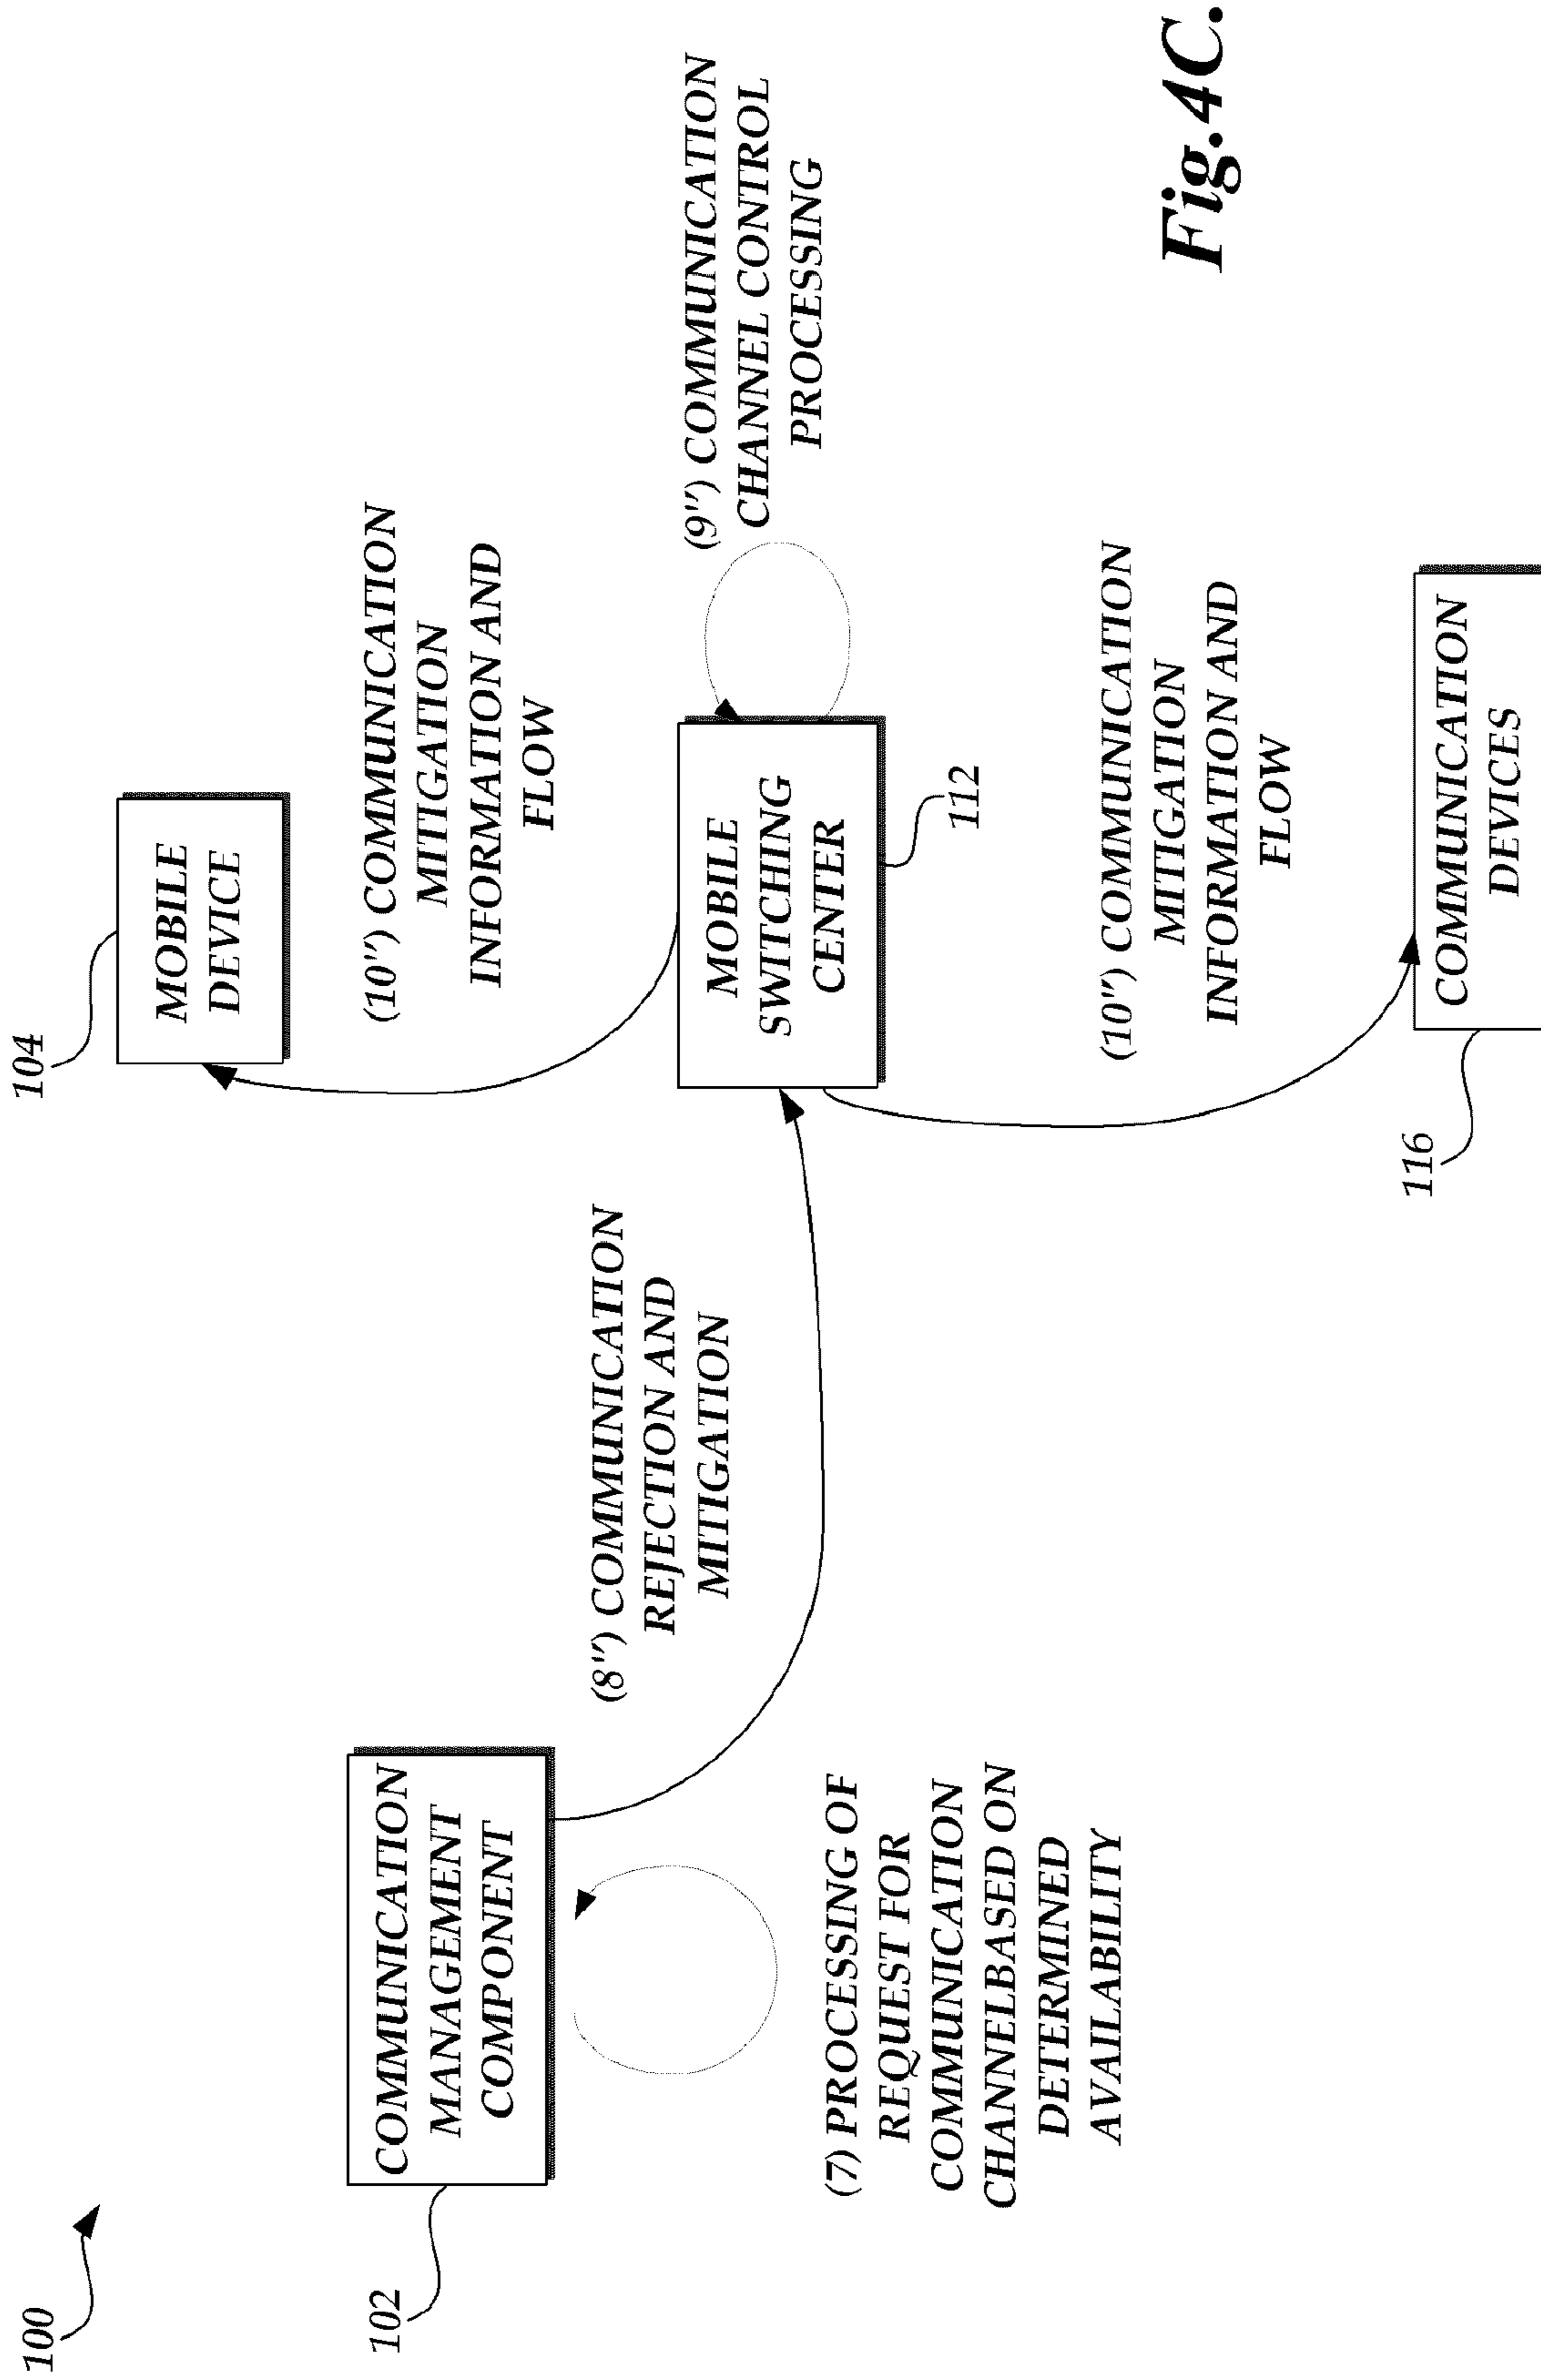 100
102
COMMUNICATION
MANAGEMENT
COMPONENT
(7) PROCESSING OF
REQUEST FOR
COMMUNICATION
CHANNELBASED ON
DETERMINED
AVAILABILITY
(8'') COMMUNICATION
REJECTION AND
MITIGATION
104
MOBILE
DEVICE
(10'') COMMUNICATION
MITIGATION
INFORMATION AND
FLOW
MOBILE
SWITCHING
CENTER
112
(9'') COMMUNICATION
CHANNEL CONTROL
PROCESSING
(10'') COMMUNICATION
MITIGATION
INFORMATION AND
FLOW
116
COMMUNICATION
DEVICES
Fig.4C.